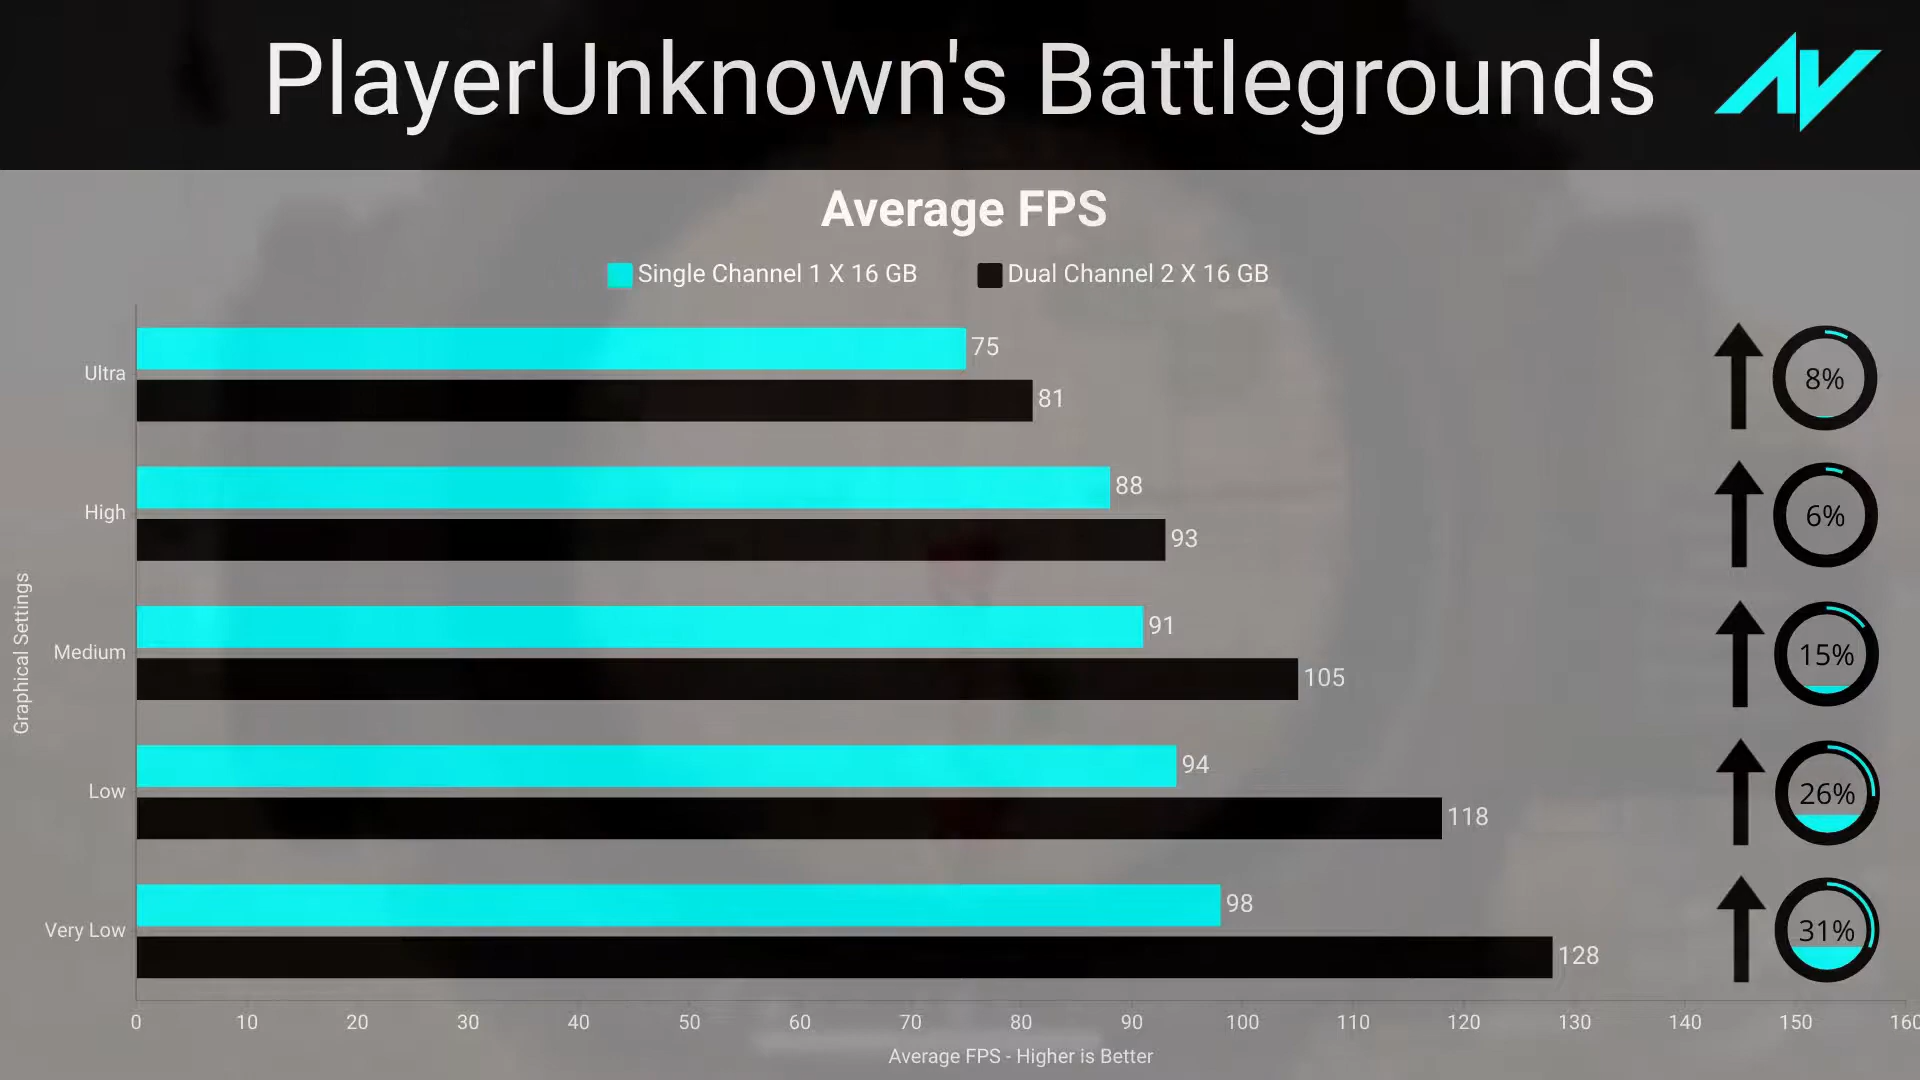 PlayerUnknown's Battlegrounds
Average FPS
Single Channel 1 X 16 GB Dual Channel 2 X 16 GB
Graphical Settings
Ultra 75 81 8%
High 88 93 6%
Medium 91 105 15%
Low 94 118 26%
Very Low 98 128 31%
0 10 20 30 40 50 60 70 80 90 100 110 120 130 140 150 160
Average FPS - Higher is Better